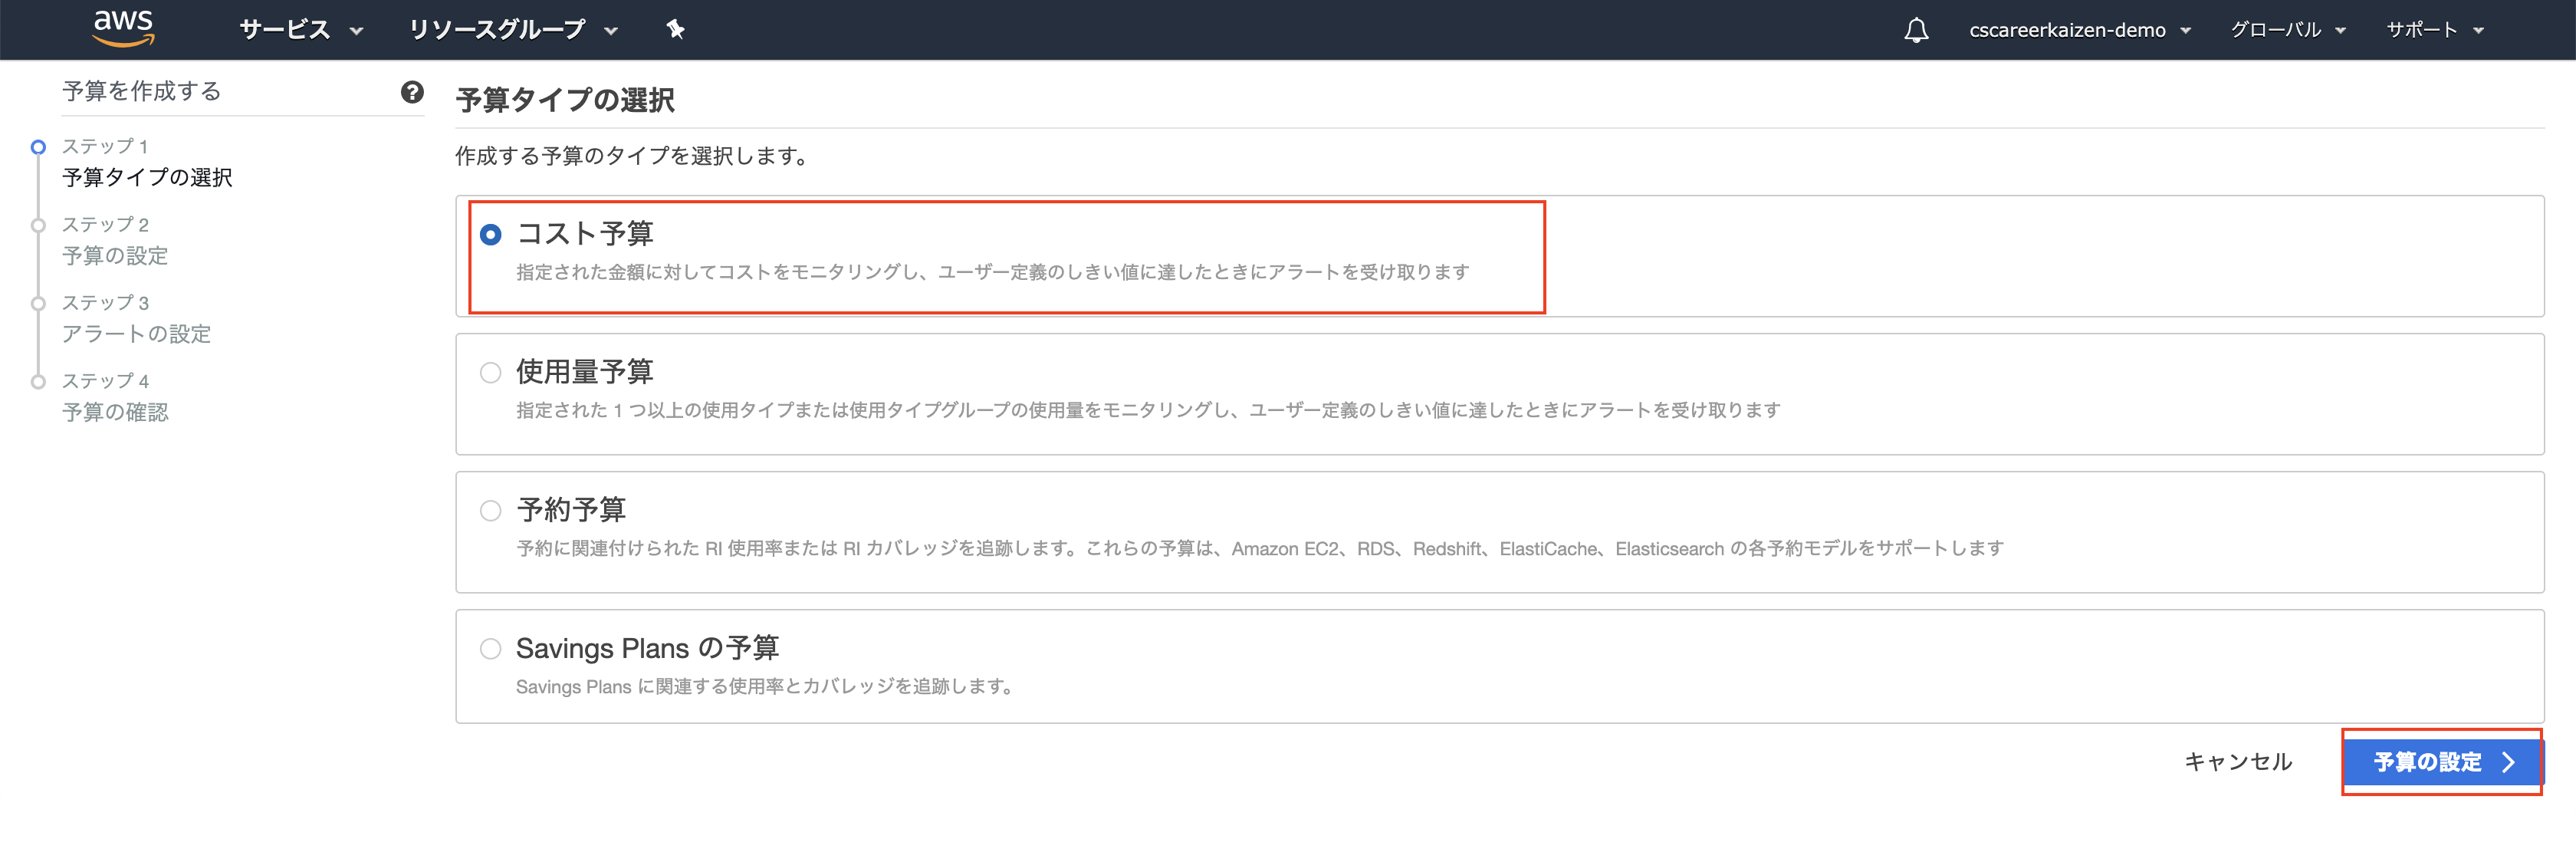 aws サービス リソースグループ cscareerkaizen-demo グローバル サポート
予算を作成する
ステップ 1
予算タイプの選択
ステップ 2
予算の設定
ステップ 3
アラートの設定
ステップ 4
予算の確認
予算タイプの選択
作成する予算のタイプを選択します。
コスト予算
指定された金額に対してコストをモニタリングし、ユーザー定義のしきい値に達したときにアラートを受け取ります
使用量予算
指定された 1 つ以上の使用タイプまたは使用タイプグループの使用量をモニタリングし、ユーザー定義のしきい値に達したときにアラートを受け取ります
予約予算
予約に関連付けられた RI 使用率または RI カバレッジを追跡します。これらの予算は、Amazon EC2、RDS、Redshift、ElastiCache、Elasticsearch の各予約モデルをサポートします
Savings Plans の予算
Savings Plans に関連する使用率とカバレッジを追跡します。
キャンセル 予算の設定